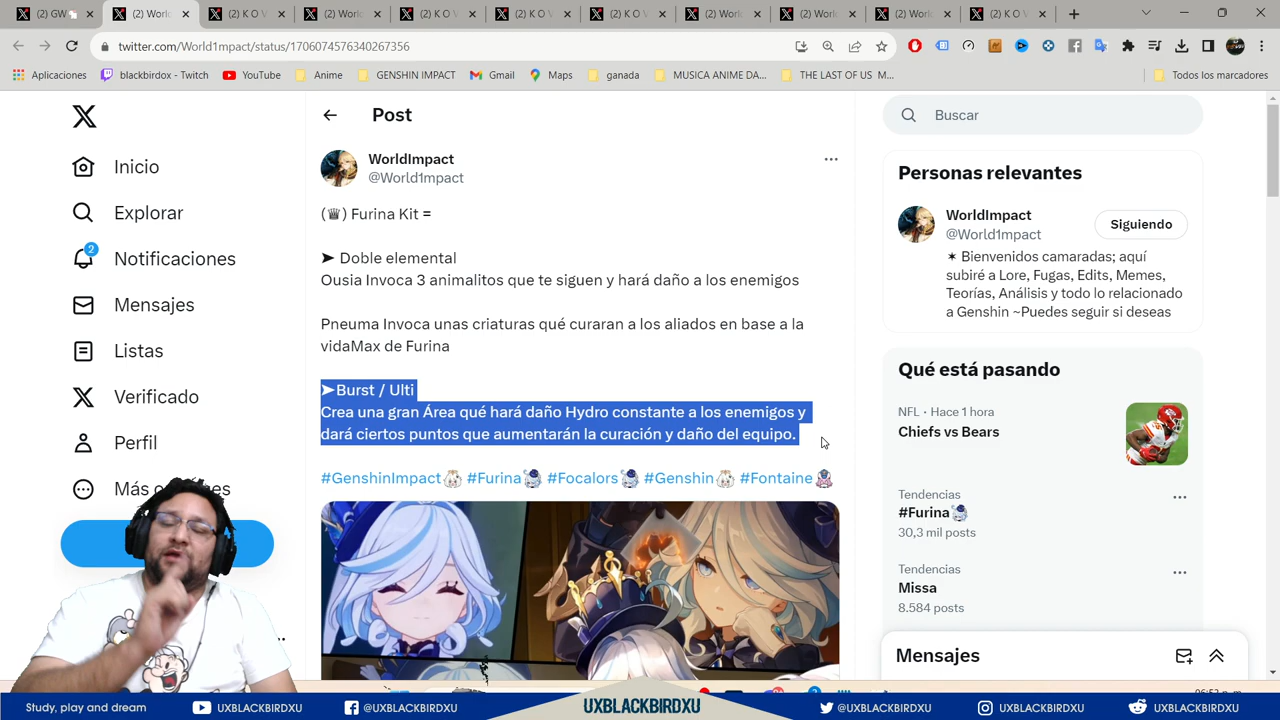 (2) GW
(2) World
(2) K O V
(2) World
(2) K O V
(2) K O V
(2) K O V
(2) World
(2) World
(2) World
(2) K O V
twitter.com/World1mpact/status/1706074576340267356
Aplicaciones
blackbirdox - Twitch
YouTube
Anime
GENSHIN IMPACT
Gmail
Maps
ganada
MUSICA ANIME DA...
THE LAST OF US M...
Todos los marcadores
Inicio
Explorar
2
Notificaciones
Mensajes
Listas
Verificado
Perfil
Post
WorldImpact
@World1mpact
(♕) Furina Kit =
➤ Doble elemental
Ousia Invoca 3 animalitos que te siguen y hará daño a los enemigos
Pneuma Invoca unas criaturas qué curaran a los aliados en base a la
vidaMax de Furina
➤Burst / Ulti
Crea una gran Área qué hará daño Hydro constante a los enemigos y
dará ciertos puntos que aumentarán la curación y daño del equipo.
#GenshinImpact #Furina #Focalors #Genshin #Fontaine
Buscar
Personas relevantes
WorldImpact
@World1mpact
Siguiendo
✶ Bienvenidos camaradas; aquí
subiré a Lore, Fugas, Edits, Memes,
Teorías, Análisis y todo lo relacionado
a Genshin ~Puedes seguir si deseas
Qué está pasando
NFL · Hace 1 hora
Chiefs vs Bears
Tendencias
#Furina
30,3 mil posts
Tendencias
Missa
8.584 posts
Mensajes
Study, play and dream
UXBLACKBIRDXU
@UXBLACKBIRDXU
UXBLACKBIRDXU
@UXBLACKBIRDXU
UXBLACKBIRDXU
UXBLACKBIRDXU